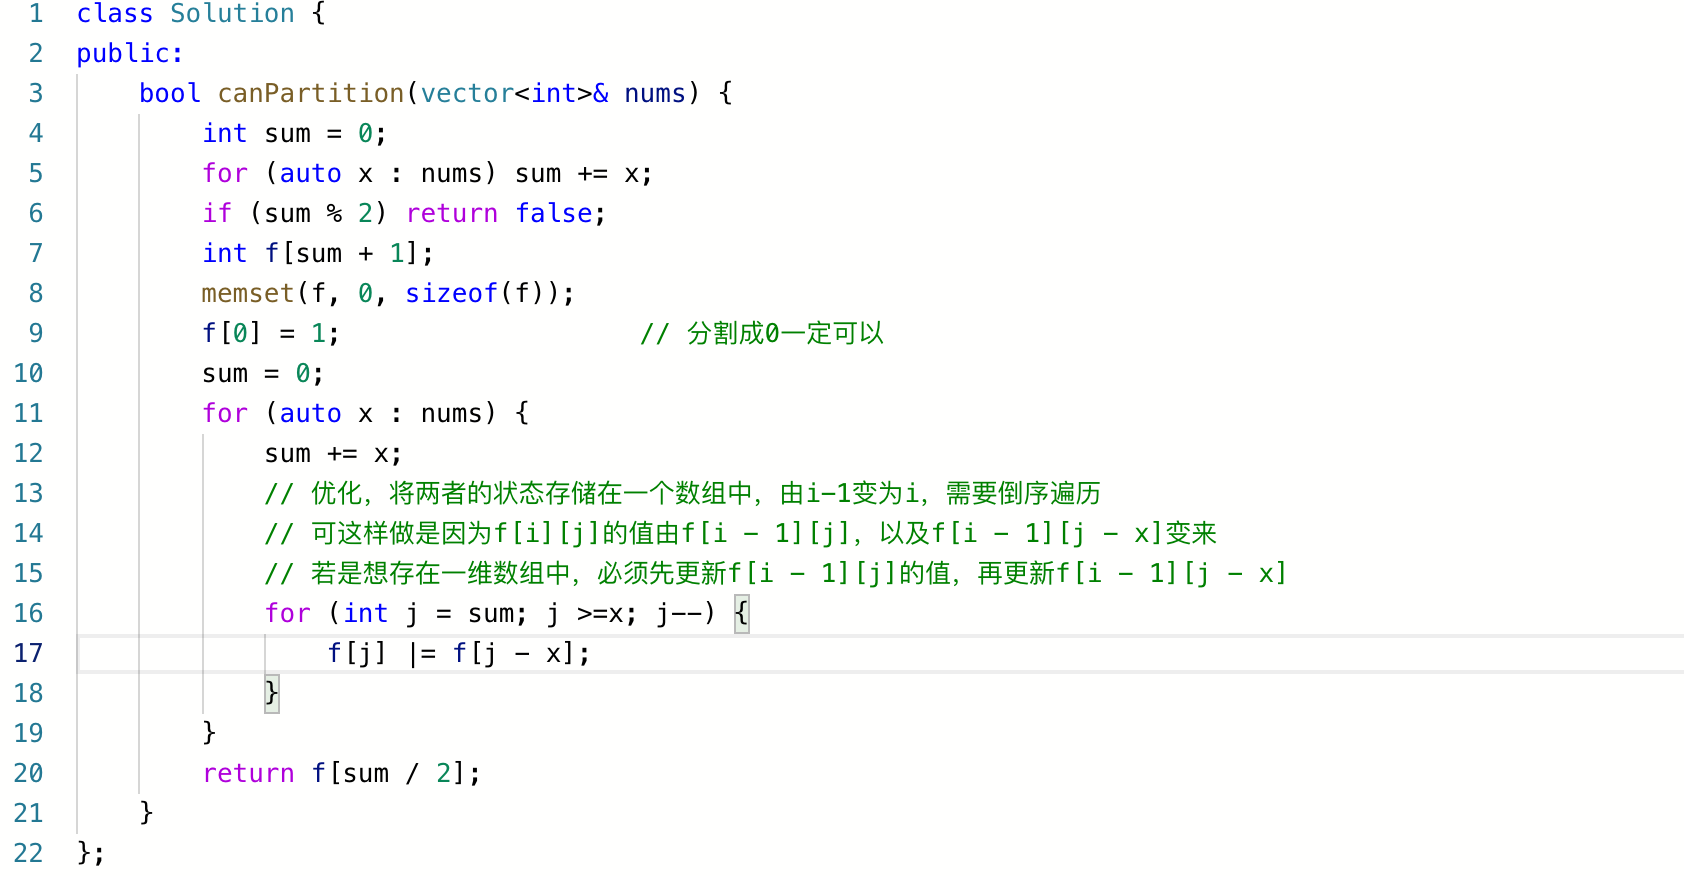 1 class Solution {
2 public:
3     bool canPartition(vector<int>& nums) {
4         int sum = 0;
5         for (auto x : nums) sum += x;
6         if (sum % 2) return false;
7         int f[sum + 1];
8         memset(f, 0, sizeof(f));
9         f[0] = 1;                   // 分割成0一定可以
10         sum = 0;
11         for (auto x : nums) {
12             sum += x;
13             // 优化，将两者的状态存储在一个数组中，由i-1变为i，需要倒序遍历
14             // 可这样做是因为f[i][j]的值由f[i - 1][j]，以及f[i - 1][j - x]变来
15             // 若是想存在一维数组中，必须先更新f[i - 1][j]的值，再更新f[i - 1][j - x]
16             for (int j = sum; j >=x; j--) {
17                 f[j] |= f[j - x];
18             }
19         }
20         return f[sum / 2];
21     }
22 };